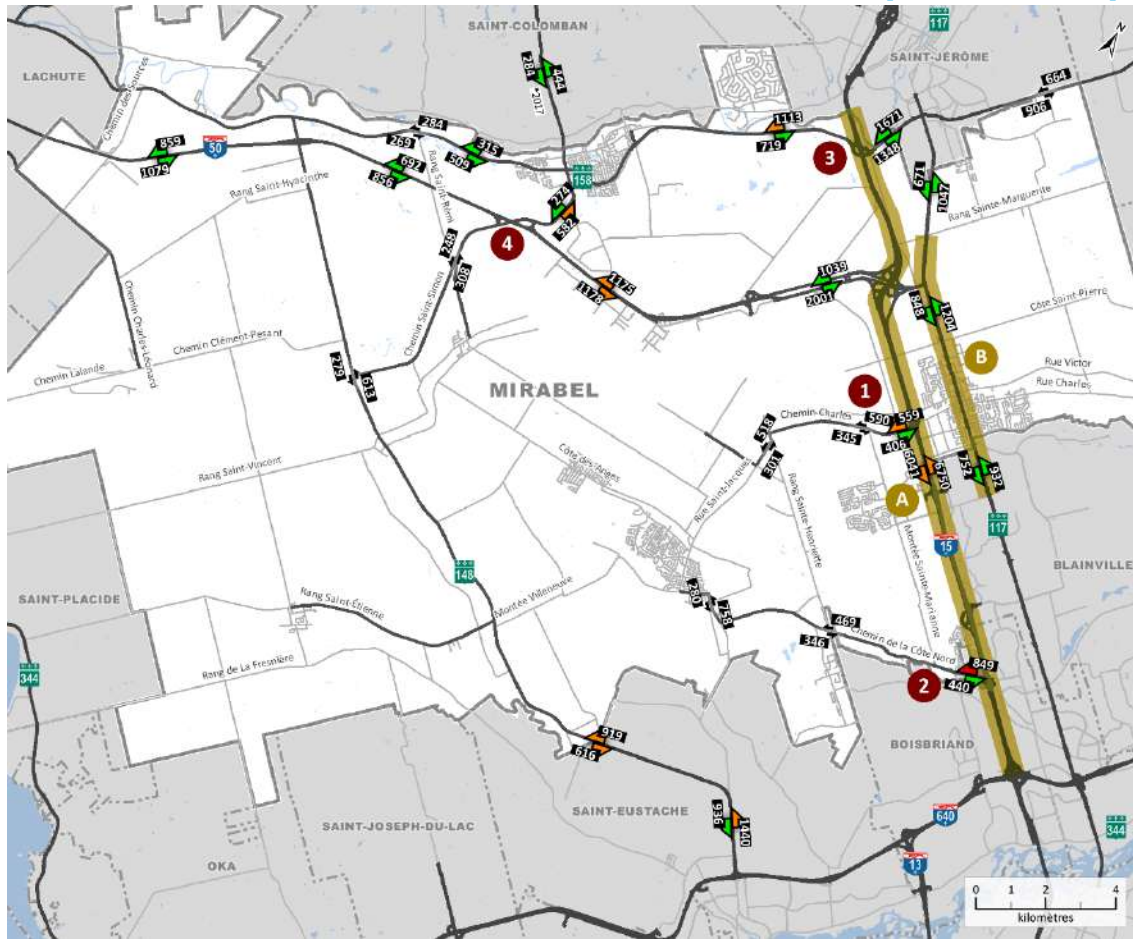 SAINT-COLOMBAN
117
SAINT-JÉRÔME
LACHUTE
Chemin des Sources
284
444
*2017
664
906
1113
719
1671
1348
3
859
1079
50
284
269
315
509
692
856
Rang Saint-Hyacinthe
Rang Saint-Rémi
158
274
582
4
671
1047
Rang Sainte-Marguerite
248
308
1175
1178
1039
2001
848
1204
Côte Saint-Pierre
Chemin Charles-Léonard
Chemin Saint-Simon
Chemin Clément-Pesant
Chemin Lalande
279
613
MIRABEL
B
Rue Victor
Rue Charles
1
Chemin-Charles
590
559
345
406
518
301
Rang Saint-Vincent
Côte des Anges
Rue Saint-Jacques
Rang Sainte-Henriette
6041
6750
752
932
A
117
15
Montée Sainte-Marianne
BLAINVILLE
148
SAINT-PLACIDE
Rang Saint-Étienne
Montée Villeneuve
280
758
469
346
Chemin de la Côte Nord
849
440
2
Rang de La Fresnière
344
919
616
BOISBRIAND
SAINT-EUSTACHE
936
1440
SAINT-JOSEPH-DU-LAC
OKA
640
13
344
0 1 2 4
kilomètres